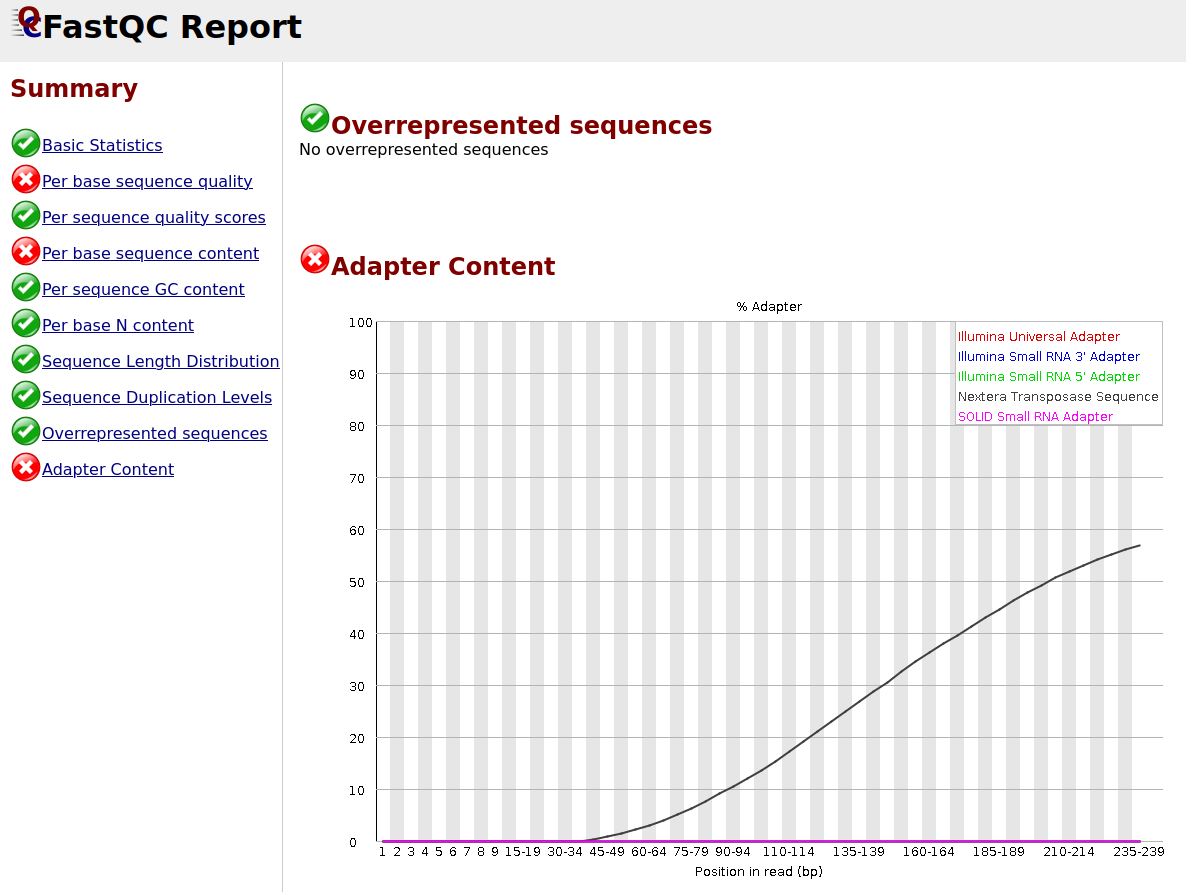 FastQC Report
Summary
Basic Statistics
Per base sequence quality
Per sequence quality scores
Per base sequence content
Per sequence GC content
Per base N content
Sequence Length Distribution
Sequence Duplication Levels
Overrepresented sequences
Adapter Content
Overrepresented sequences
No overrepresented sequences
Adapter Content
% Adapter
100
90
80
70
60
50
40
30
20
10
0
Illumina Universal Adapter
Illumina Small RNA 3' Adapter
Illumina Small RNA 5' Adapter
Nextera Transposase Sequence
SOLID Small RNA Adapter
1 2 3 4 5 6 7 8 9 15-19 30-34 45-49 60-64 75-79 90-94 110-114 135-139 160-164 185-189 210-214 235-239
Position in read (bp)